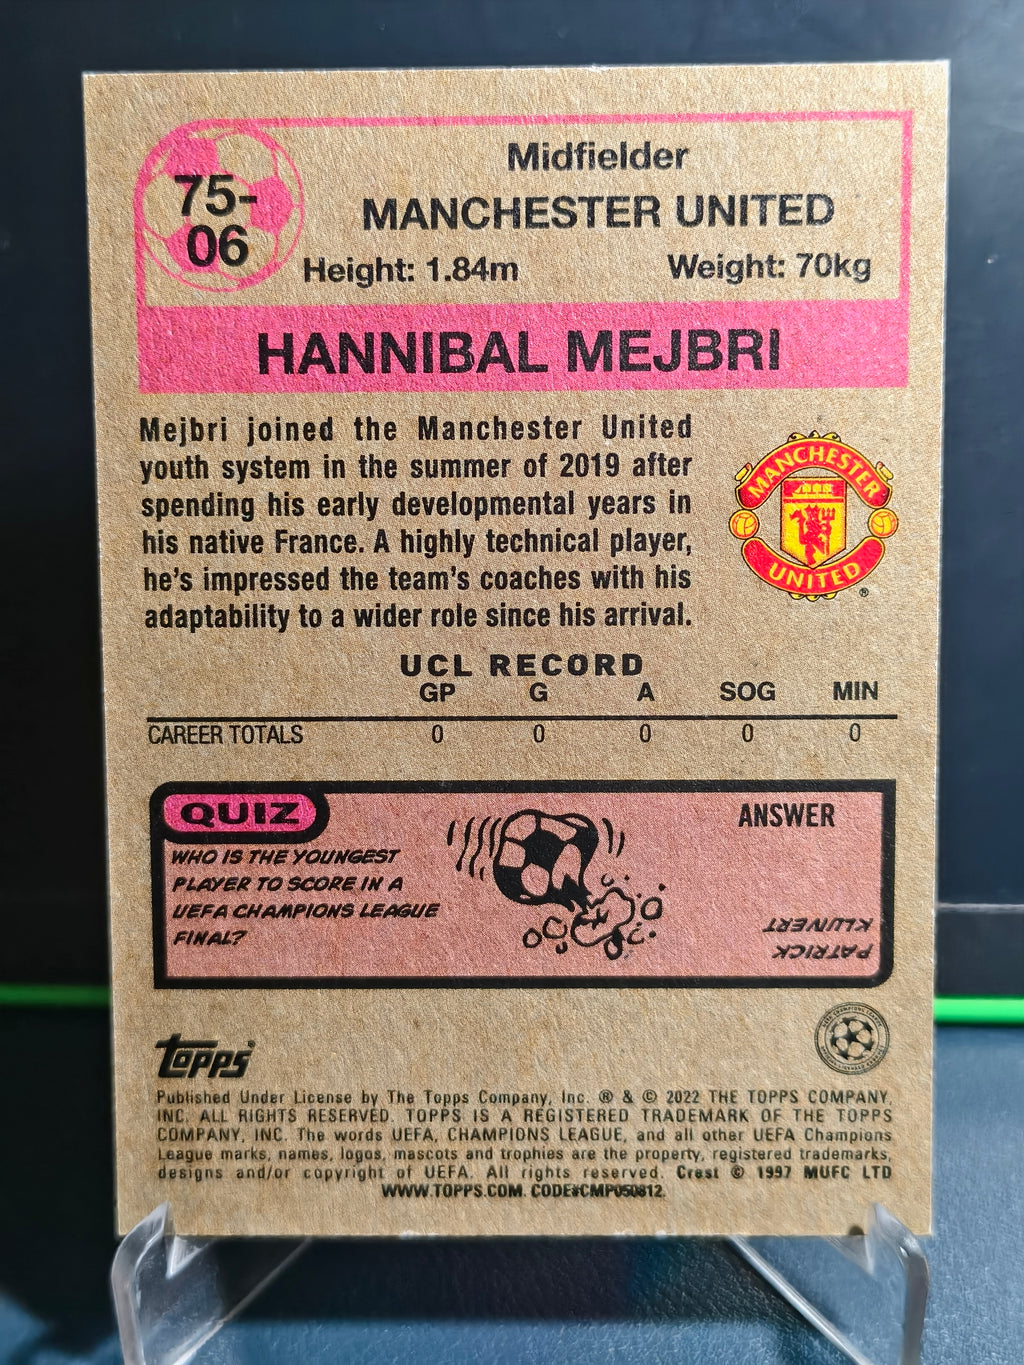 75-
06
Midfielder
MANCHESTER UNITED
Height: 1.84m Weight: 70kg
HANNIBAL MEJBRI
Mejbri joined the Manchester United
youth system in the summer of 2019 after
spending his early developmental years in
his native France. A highly technical player,
he's impressed the team's coaches with his
adaptability to a wider role since his arrival.
MANCHESTER
UNITED
®
UCL RECORD
GP G A SOG MIN
CAREER TOTALS 0 0 0 0 0
QUIZ
WHO IS THE YOUNGEST
PLAYER TO SCORE IN A
UEFA CHAMPIONS LEAGUE
FINAL?
ANSWER
PATRICK
KLUIVERT
topps
Published Under License by The Topps Company, Inc. ® & © 2022 THE TOPPS COMPANY,
INC. ALL RIGHTS RESERVED. TOPPS IS A REGISTERED TRADEMARK OF THE TOPPS
COMPANY, INC. The words UEFA, CHAMPIONS LEAGUE, and all other UEFA Champions
League marks, names, logos, mascots and trophies are the property, registered trademarks,
designs and/or copyright of UEFA. All rights reserved. Crest © 1997 MUFC LTD
WWW.TOPPS.COM. CODE#CMP050812.